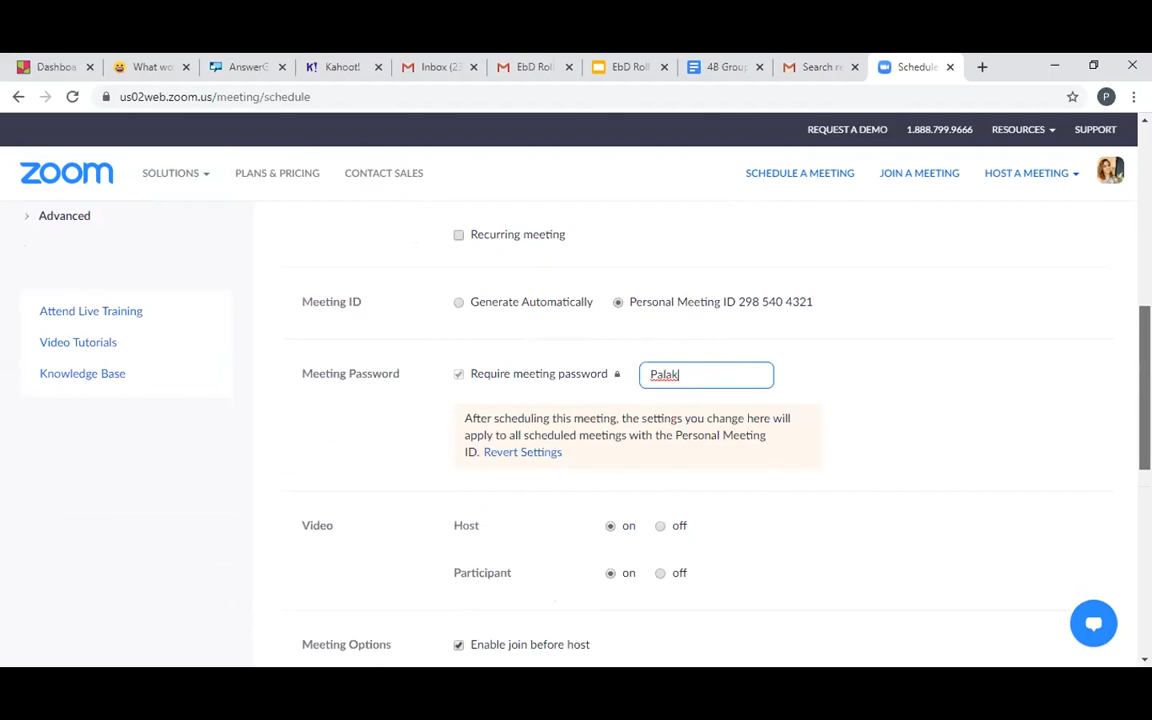 Dashboa
What wo
AnswerG
Kahoot!
Inbox (23
EbD Roll
EbD Roll
4B Group
Search re
Schedule
us02web.zoom.us/meeting/schedule
P
REQUEST A DEMO 1.888.799.9666 RESOURCES SUPPORT
zoom SOLUTIONS PLANS & PRICING CONTACT SALES SCHEDULE A MEETING JOIN A MEETING HOST A MEETING
Advanced
Attend Live Training
Video Tutorials
Knowledge Base
Recurring meeting
Meeting ID Generate Automatically Personal Meeting ID 298 540 4321
Meeting Password Require meeting password Palak
After scheduling this meeting, the settings you change here will
apply to all scheduled meetings with the Personal Meeting
ID. Revert Settings
Video Host on off
Participant on off
Meeting Options Enable join before host